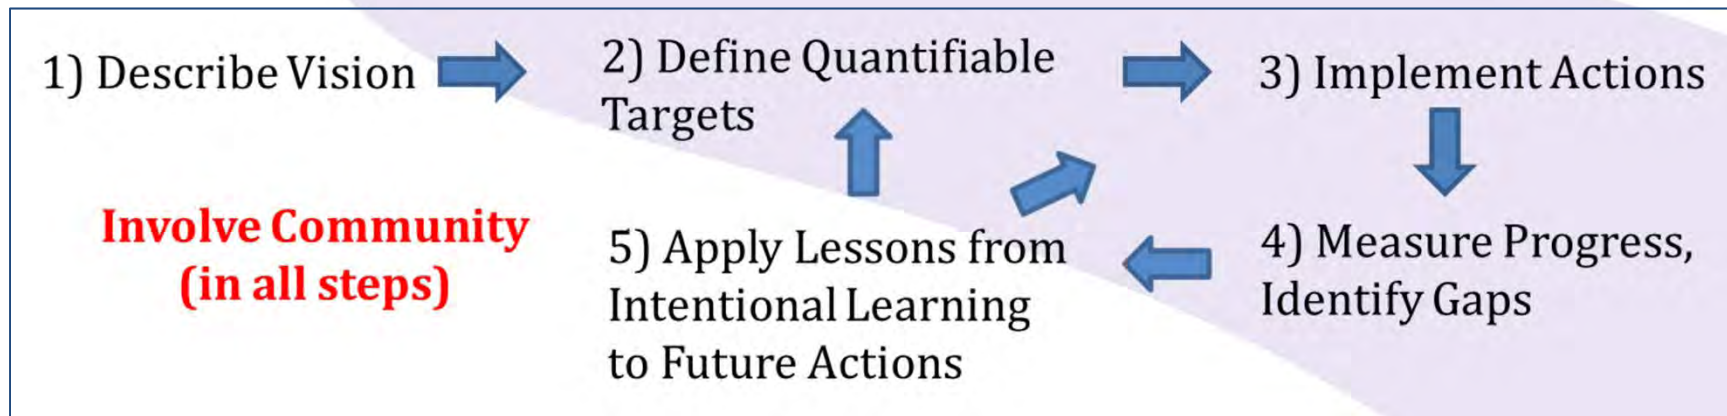 1) Describe Vision
2) Define Quantifiable
Targets
3) Implement Actions
Involve Community
(in all steps)
5) Apply Lessons from
Intentional Learning
to Future Actions
4) Measure Progress,
Identify Gaps